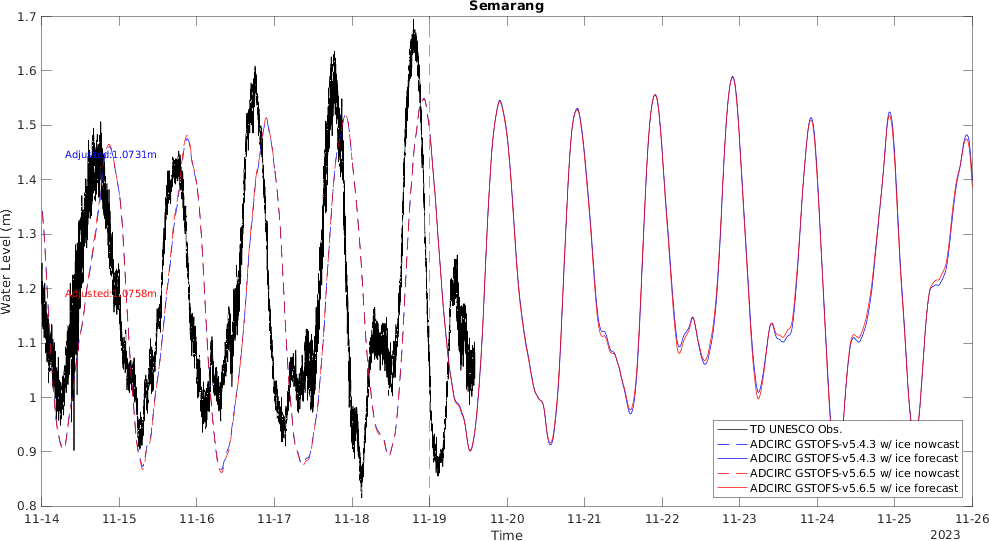 Semarang
1.7
1.6
1.5
1.4
1.3
1.2
1.1
1
0.9
0.8
Water Level (m)
Adjusted:1.0731m
Adjusted:1.0758m
TD UNESCO Obs.
ADCIRC GSTOFS-v5.4.3 w/ ice nowcast
ADCIRC GSTOFS-v5.4.3 w/ ice forecast
ADCIRC GSTOFS-v5.6.5 w/ ice nowcast
ADCIRC GSTOFS-v5.6.5 w/ ice forecast
11-14 11-15 11-16 11-17 11-18 11-19 11-20 11-21 11-22 11-23 11-24 11-25 11-26
Time
2023